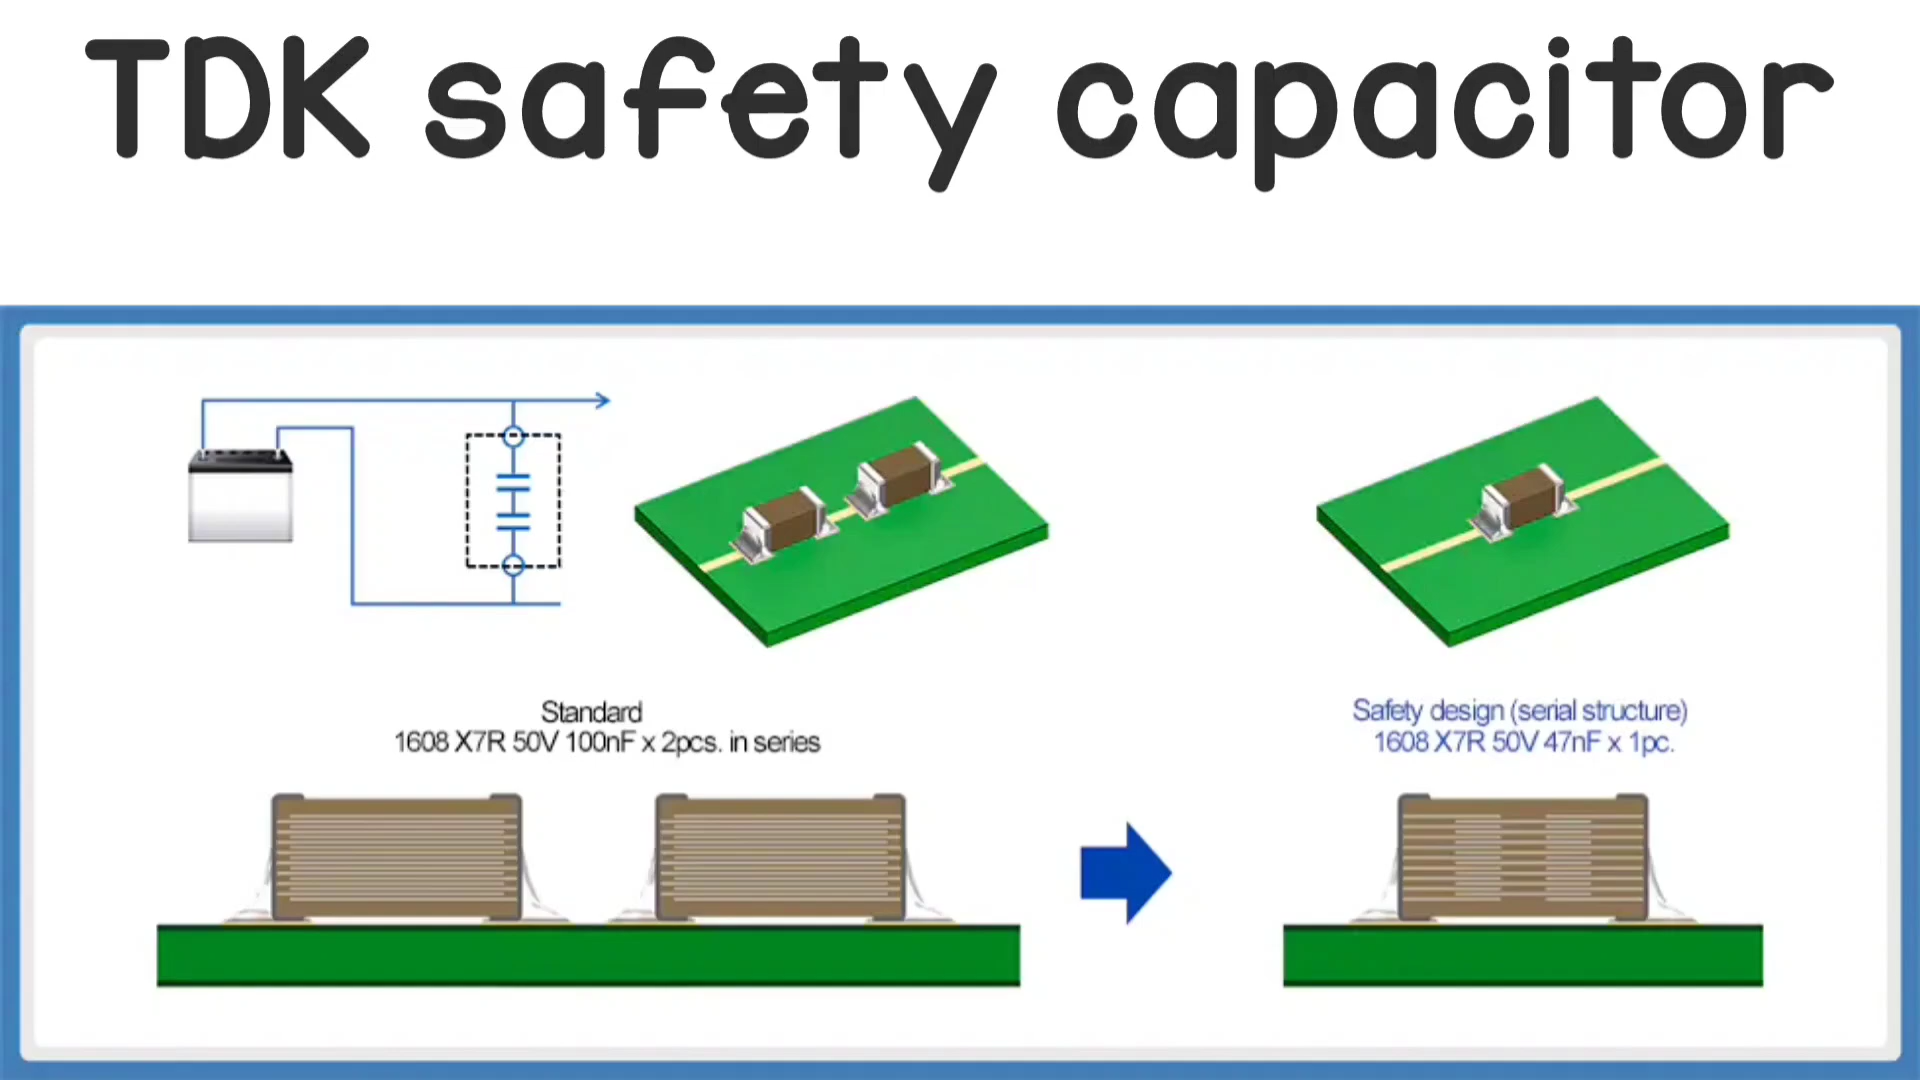 TDK safety capacitor
Standard
1608 X7R 50V 100nF x 2pcs. in series
Safety design (serial structure)
1608 X7R 50V 47nF x 1pc.